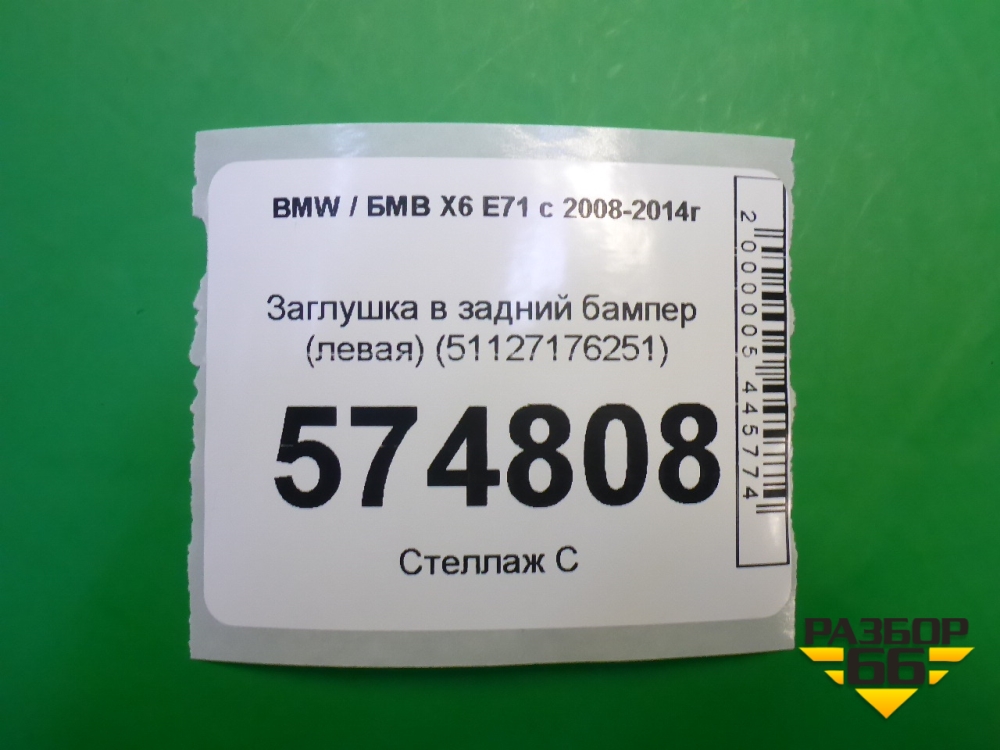 BMW / БМВ X6 E71 с 2008-2014г
Заглушка в задний бампер
(левая) (51127176251)
574808
Стеллаж С
2000005445774
РАЗБОР
66